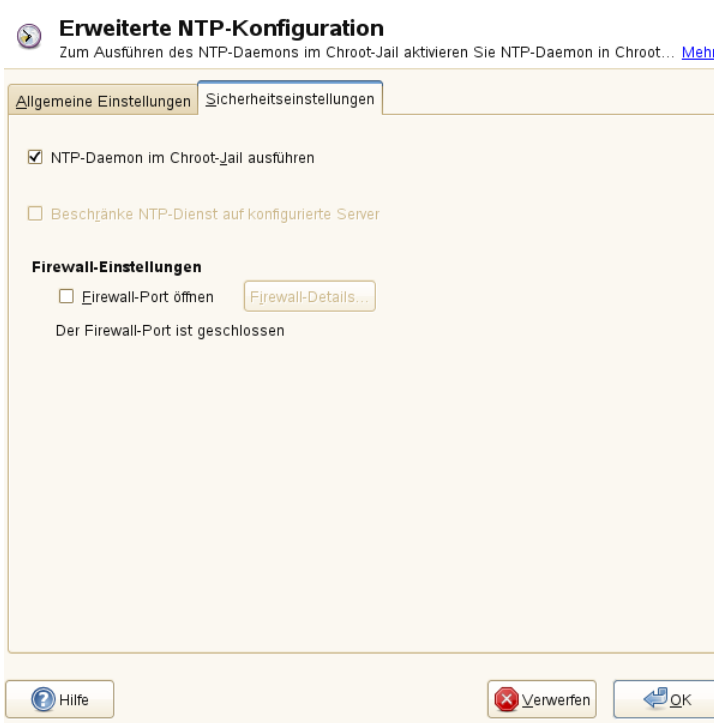 Erweiterte NTP-Konfiguration
Zum Ausführen des NTP-Daemons im Chroot-Jail aktivieren Sie NTP-Daemon in Chroot... Mehr
Allgemeine Einstellungen
Sicherheitseinstellungen
NTP-Daemon im Chroot-Jail ausführen
Beschränke NTP-Dienst auf konfigurierte Server
Firewall-Einstellungen
Firewall-Port öffnen
Firewall-Details...
Der Firewall-Port ist geschlossen
Hilfe
Verwerfen
OK